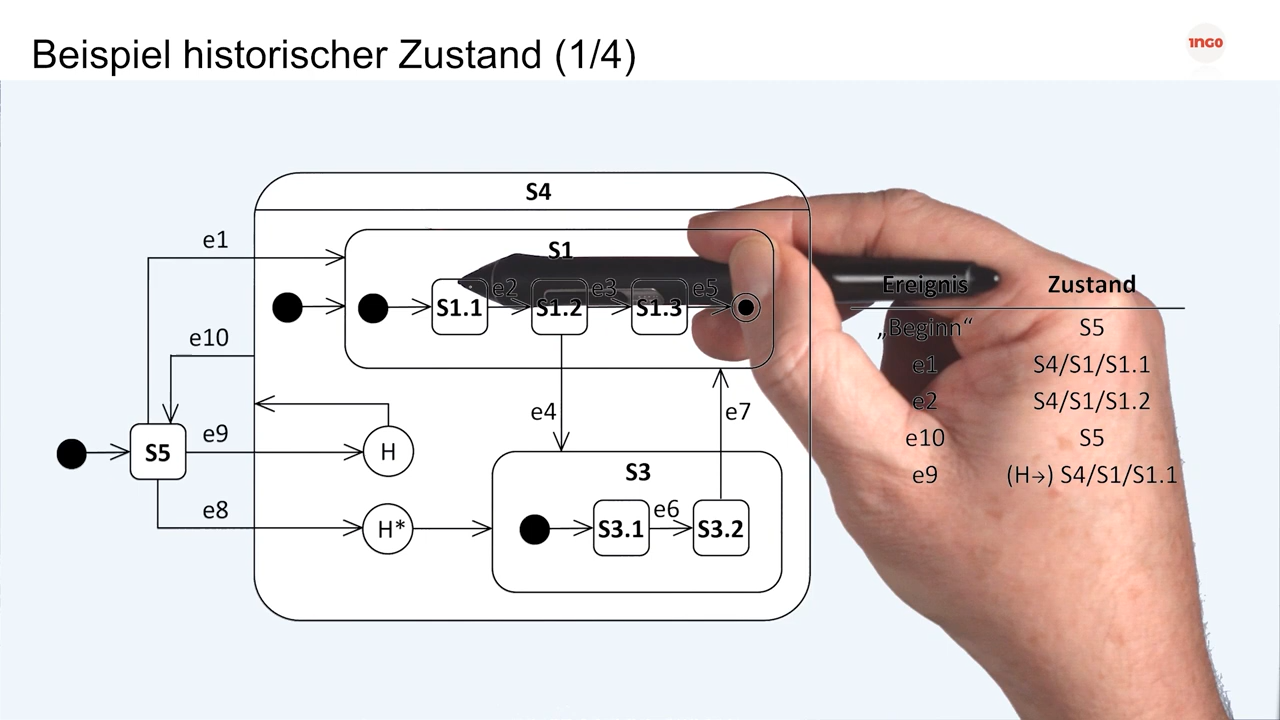 Beispiel historischer Zustand (1/4)
1NG0
S4
e1
S1
e2
e3
e5
S1.1
S1.2
S1.3
e10
e4
e7
S5
e9
H
S3
e8
H*
e6
S3.1
S3.2
Ereignis Zustand
„Beginn“ S5
e1 S4/S1/S1.1
e2 S4/S1/S1.2
e10 S5
e9 (H→) S4/S1/S1.1